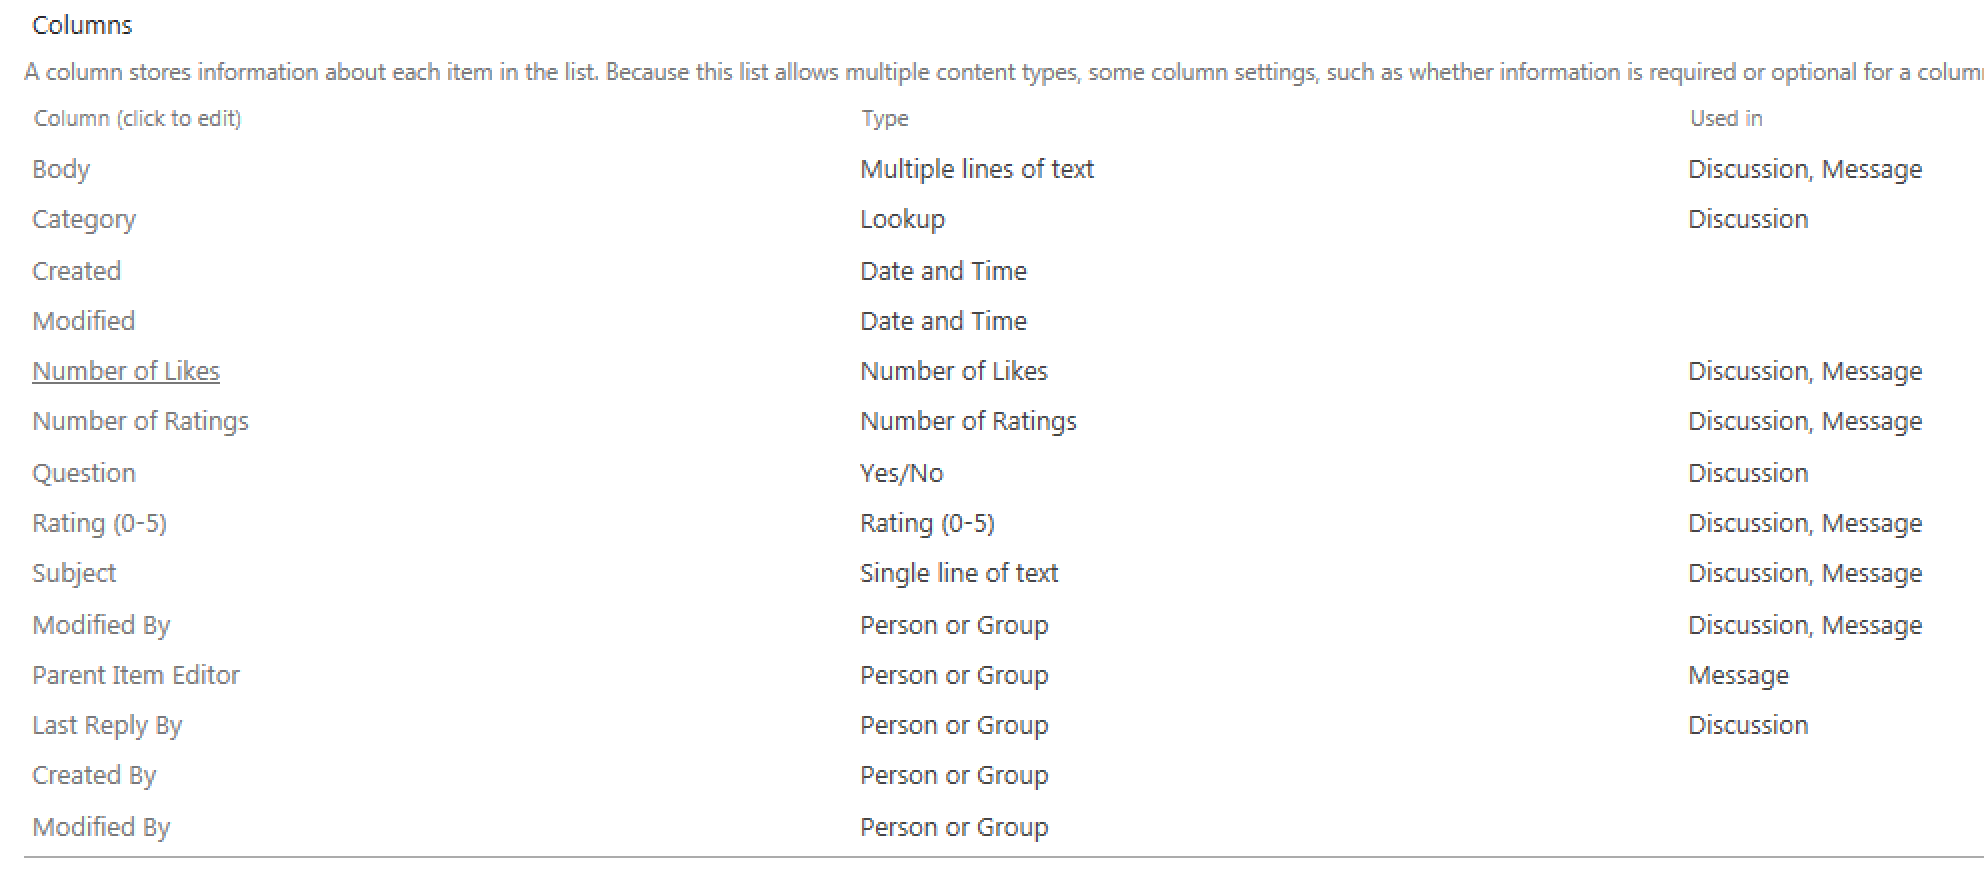 Columns
A column stores information about each item in the list. Because this list allows multiple content types, some column settings, such as whether information is required or optional for a colum
Column (click to edit) Type Used in
Body Multiple lines of text Discussion, Message
Category Lookup Discussion
Created Date and Time
Modified Date and Time
Number of Likes Number of Likes Discussion, Message
Number of Ratings Number of Ratings Discussion, Message
Question Yes/No Discussion
Rating (0-5) Rating (0-5) Discussion, Message
Subject Single line of text Discussion, Message
Modified By Person or Group Discussion, Message
Parent Item Editor Person or Group Message
Last Reply By Person or Group Discussion
Created By Person or Group
Modified By Person or Group